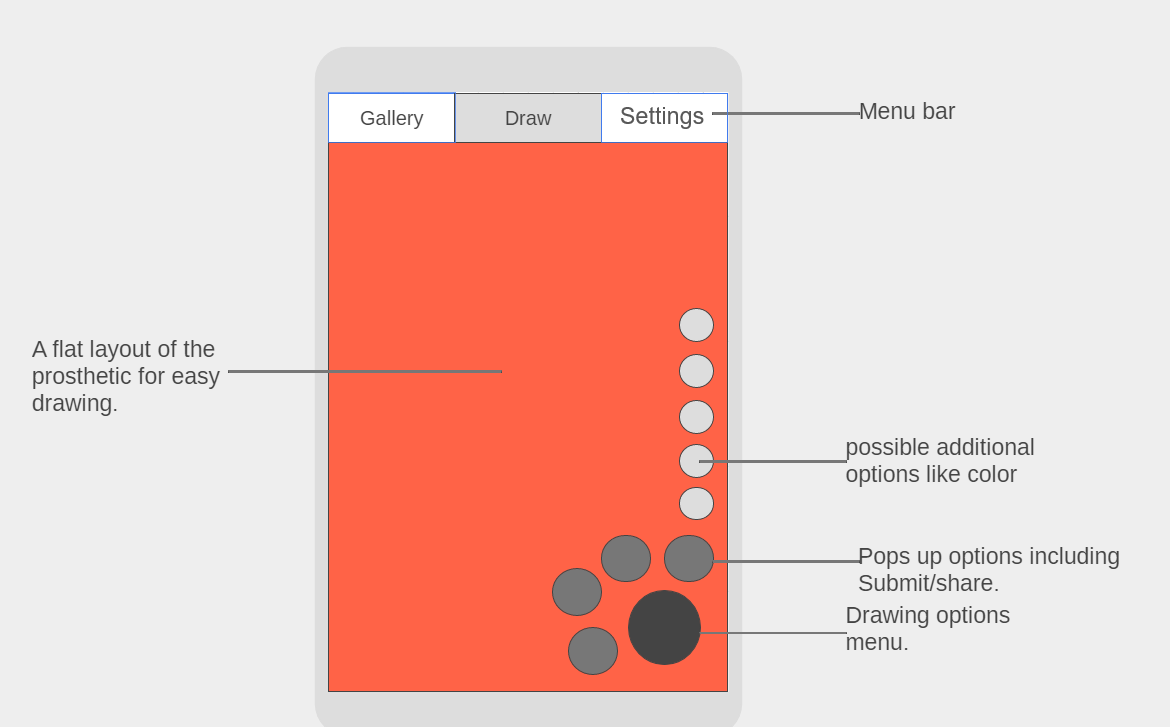 Gallery
Draw
Settings
Menu bar
A flat layout of the
prosthetic for easy
drawing.
possible additional
options like color
Pops up options including
Submit/share.
Drawing options
menu.